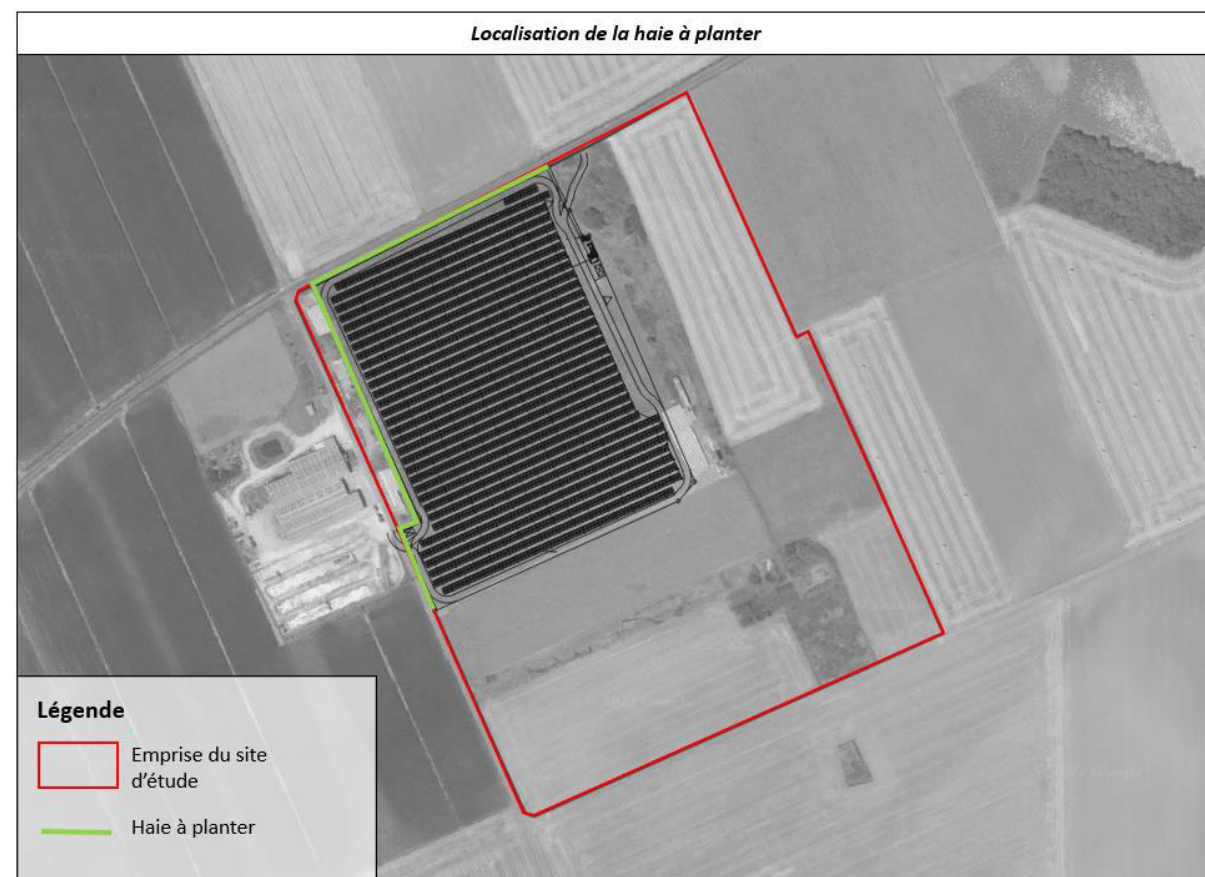 Localisation de la haie à planter
Légende
Emprise du site
d'étude
Haie à planter